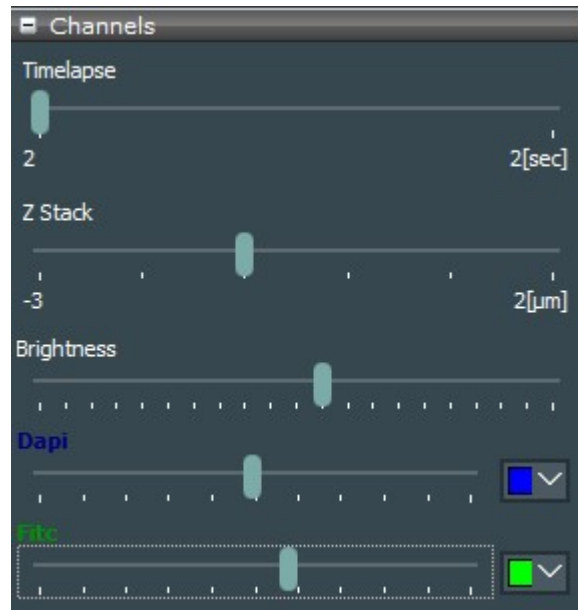 Channels
Timelapse
2 2[sec]
Z Stack
-3 2[µm]
Brightness
Dapi
Fitc